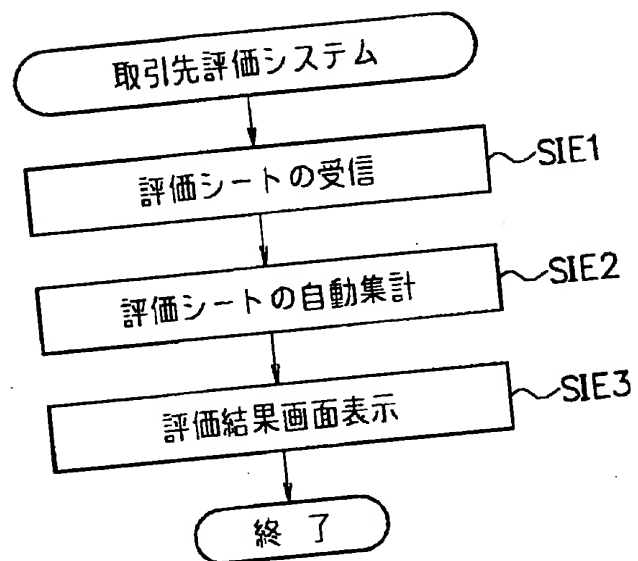 取引先評価システム
評価シートの受信
SIE1
評価シートの自動集計
SIE2
評価結果画面表示
SIE3
終 了